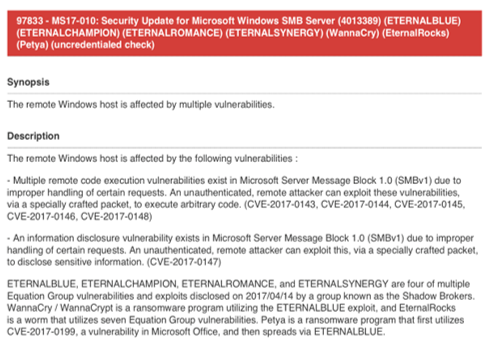 97833 - MS17-010: Security Update for Microsoft Windows SMB Server (4013389) (ETERNALBLUE)
(ETERNALCHAMPION) (ETERNALROMANCE) (ETERNALSYNERGY) (WannaCry) (EternalRocks)
(Petya) (uncredentialed check)
Synopsis
The remote Windows host is affected by multiple vulnerabilities.
Description
The remote Windows host is affected by the following vulnerabilities :
- Multiple remote code execution vulnerabilities exist in Microsoft Server Message Block 1.0 (SMBv1) due to
improper handling of certain requests. An unauthenticated, remote attacker can exploit these vulnerabilities,
via a specially crafted packet, to execute arbitrary code. (CVE-2017-0143, CVE-2017-0144, CVE-2017-0145,
CVE-2017-0146, CVE-2017-0148)
- An information disclosure vulnerability exists in Microsoft Server Message Block 1.0 (SMBv1) due to improper
handling of certain requests. An unauthenticated, remote attacker can exploit this, via a specially crafted packet,
to disclose sensitive information. (CVE-2017-0147)
ETERNALBLUE, ETERNALCHAMPION, ETERNALROMANCE, and ETERNALSYNERGY are four of multiple
Equation Group vulnerabilities and exploits disclosed on 2017/04/14 by a group known as the Shadow Brokers.
WannaCry / WannaCrypt is a ransomware program utilizing the ETERNALBLUE exploit, and EternalRocks
is a worm that utilizes seven Equation Group vulnerabilities. Petya is a ransomware program that first utilizes
CVE-2017-0199, a vulnerability in Microsoft Office, and then spreads via ETERNALBLUE.